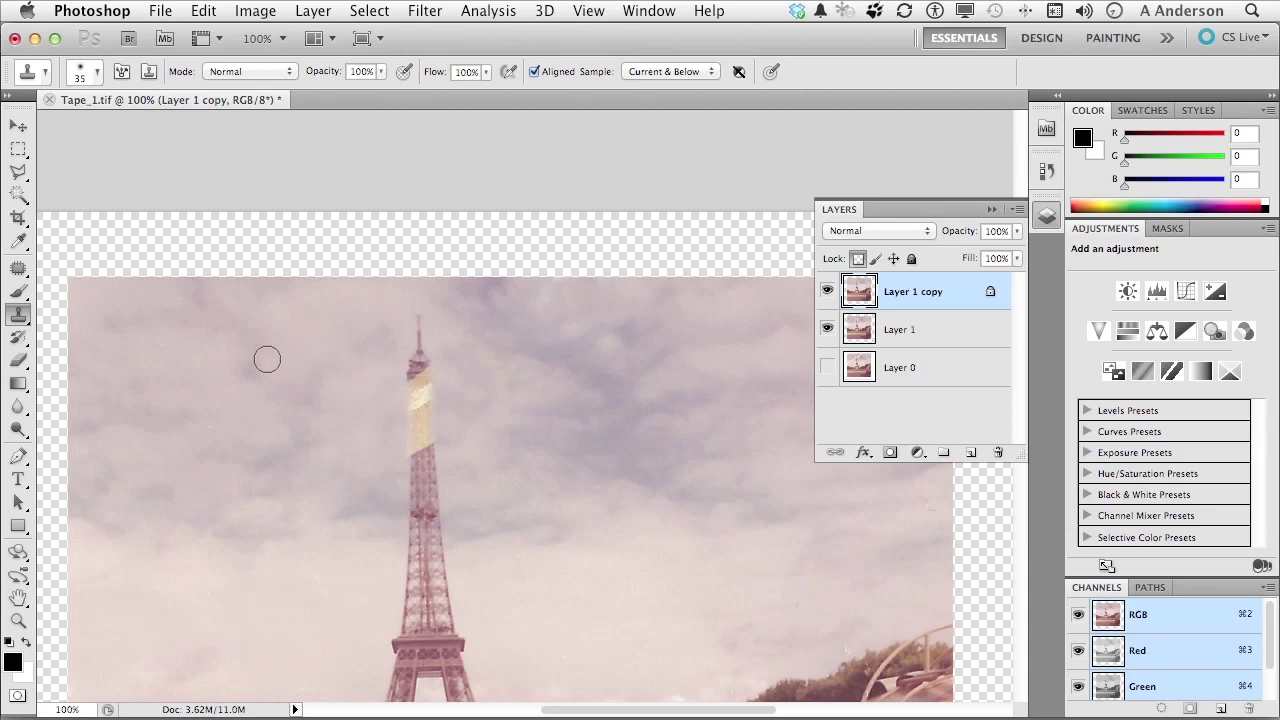 Photoshop File Edit Image Layer Select Filter Analysis 3D View Window Help A Anderson
Ps Br Mb 100% ESSENTIALS DESIGN PAINTING CS Live
35 Mode: Normal Opacity: 100% Flow: 100% Aligned Sample: Current & Below
Tape_1.tif @ 100% (Layer 1 copy, RGB/8*) *
LAYERS
Normal Opacity: 100%
Lock: Fill: 100%
Layer 1 copy
Layer 1
Layer 0
fx
Mb
COLOR SWATCHES STYLES
R 0
G 0
B 0
ADJUSTMENTS MASKS
Add an adjustment
Levels Presets
Curves Presets
Exposure Presets
Hue/Saturation Presets
Black & White Presets
Channel Mixer Presets
Selective Color Presets
CHANNELS PATHS
RGB ⌘2
Red ⌘3
Green ⌘4
T
100% Doc: 3.62M/11.0M